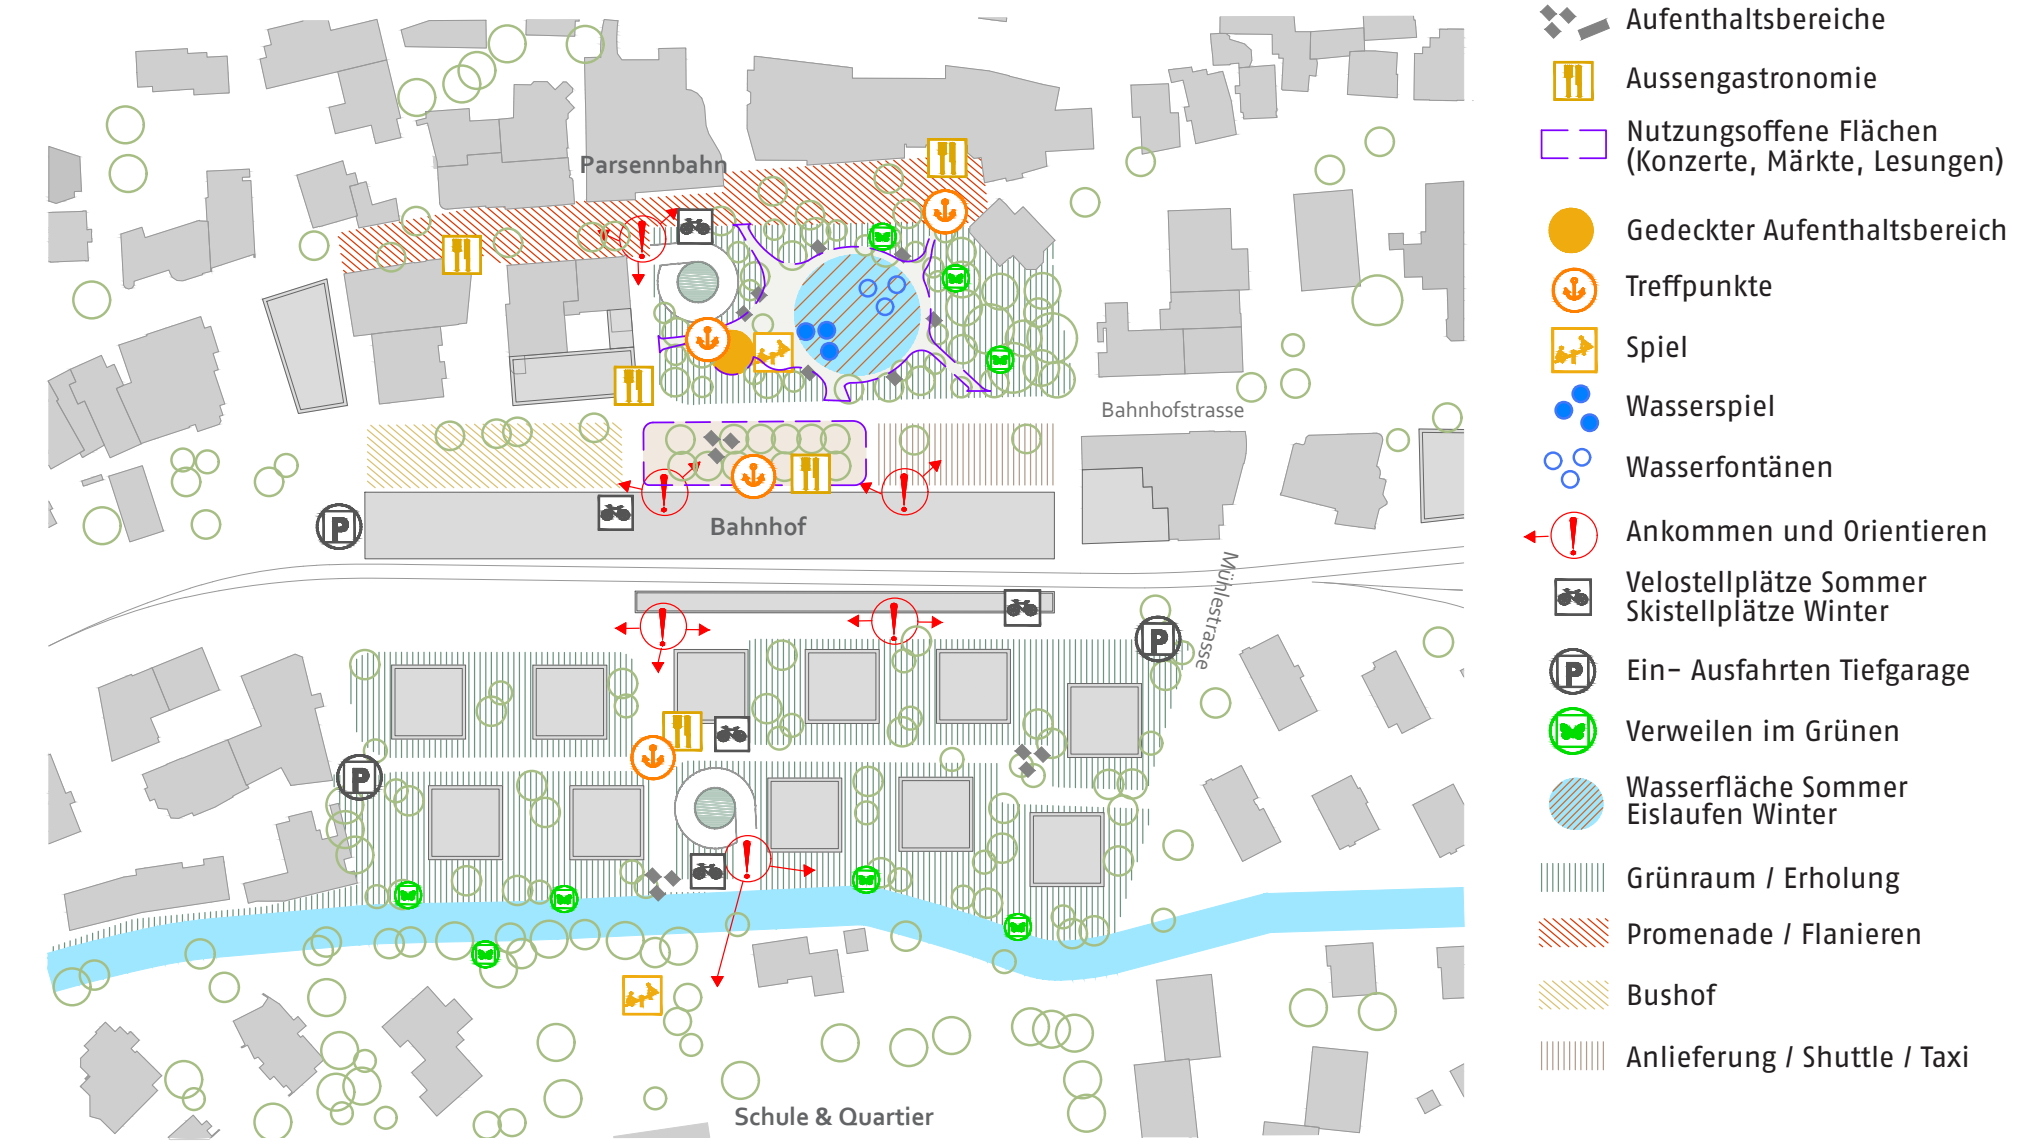 Parsennbahn
Bahnhofstrasse
Bahnhof
Mühlestrasse
Schule & Quartier
P
P
P
Aufenthaltsbereiche
Aussengastronomie
Nutzungsoffene Flächen
(Konzerte, Märkte, Lesungen)
Gedeckter Aufenthaltsbereich
Treffpunkte
Spiel
Wasserspiel
Wasserfontänen
Ankommen und Orientieren
Velostellplätze Sommer
Skistellplätze Winter
P
Ein- Ausfahrten Tiefgarage
Verweilen im Grünen
Wasserfläche Sommer
Eislaufen Winter
Grünraum / Erholung
Promenade / Flanieren
Bushof
Anlieferung / Shuttle / Taxi